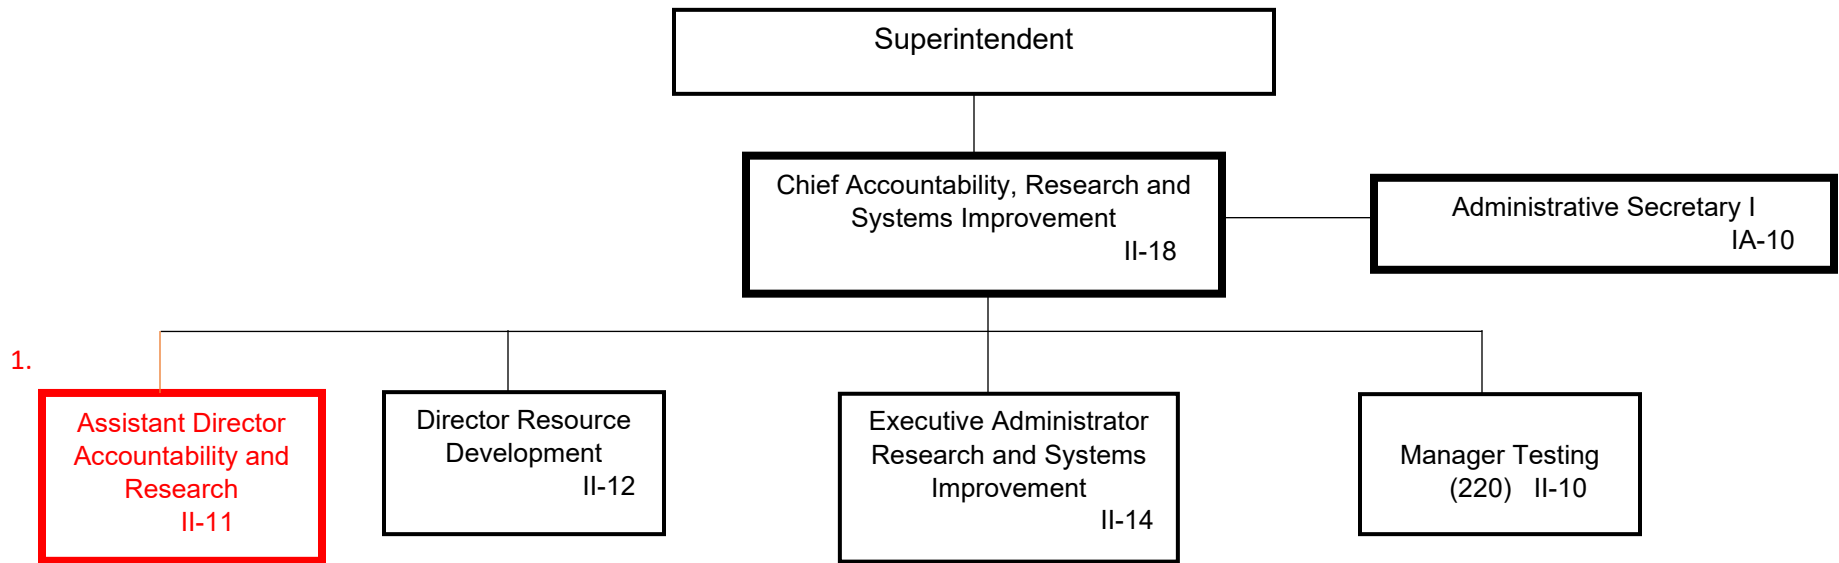 Superintendent
Chief Accountability, Research and
Systems Improvement
II-18
Administrative Secretary I
IA-10
1.
Assistant Director
Accountability and
Research
II-11
Director Resource
Development
II-12
Executive Administrator
Research and Systems
Improvement
II-14
Manager Testing
(220) II-10